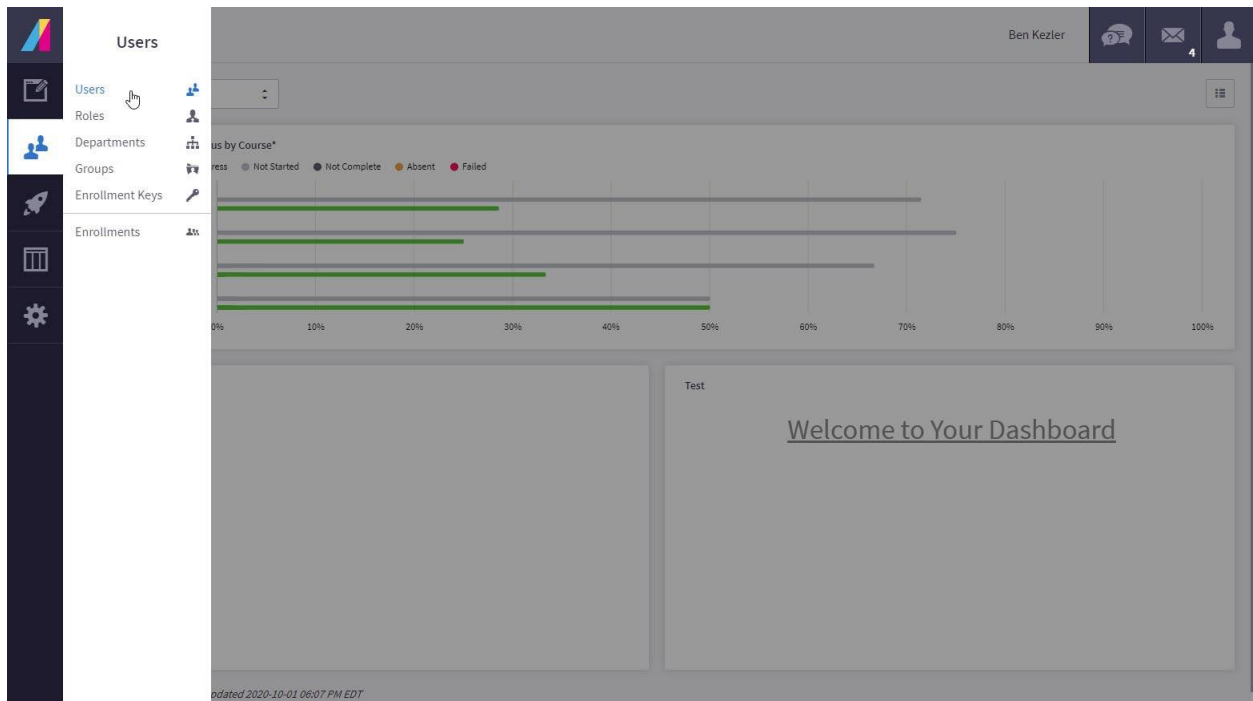 Users
Ben Kezler
4
Users
Roles
Departments
Groups
Enrollment Keys
Enrollments
us by Course*
ress Not Started Not Complete Absent Failed
0% 10% 20% 30% 40% 50% 60% 70% 80% 90% 100%
Test
Welcome to Your Dashboard
pdated 2020-10-01 06:07 PM EDT